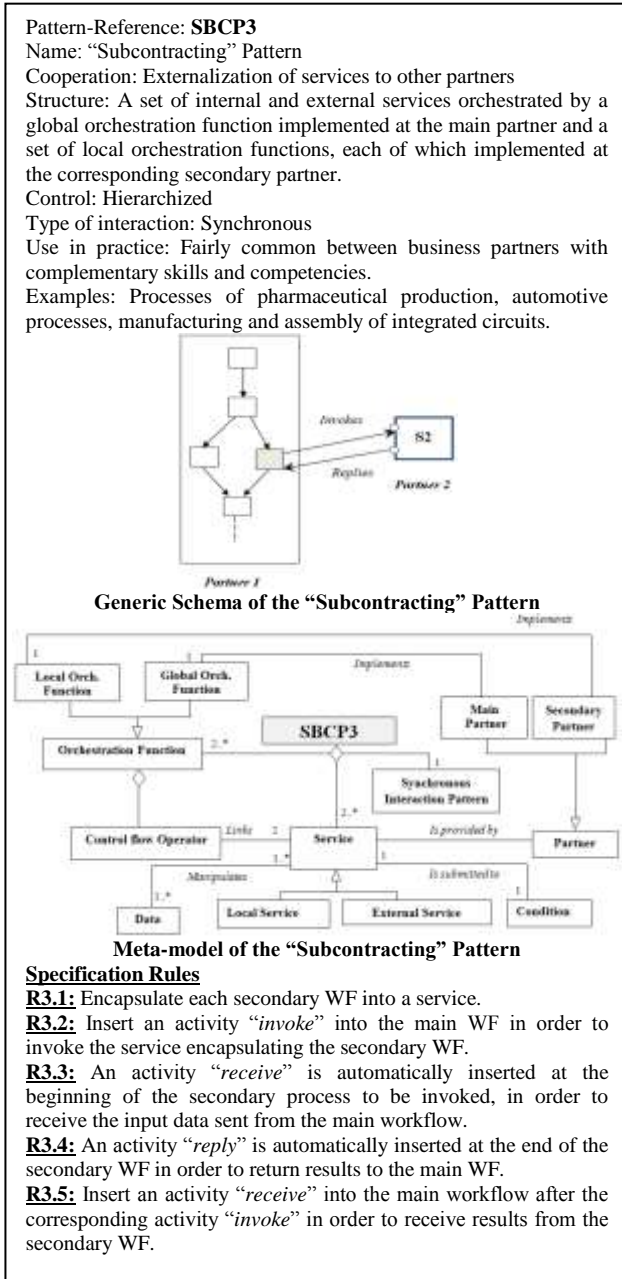 Pattern-Reference: SBCP3
Name: “Subcontracting” Pattern
Cooperation: Externalization of services to other partners
Structure: A set of internal and external services orchestrated by a
global orchestration function implemented at the main partner and a
set of local orchestration functions, each of which implemented at
the corresponding secondary partner.
Control: Hierarchized
Type of interaction: Synchronous
Use in practice: Fairly common between business partners with
complementary skills and competencies.
Examples: Processes of pharmaceutical production, automotive
processes, manufacturing and assembly of integrated circuits.
Invokes
S2
Replies
Partner 2
Partner 1
Generic Schema of the “Subcontracting” Pattern
Implements
1
1
Implements
Local Orch.
Function
Global Orch.
Function
Main
Partner
Secondary
Partner
SBCP3
Orchestration Function
2..*
1
Synchronous
Interaction Pattern
2..*
Control flow Operator
Links
2
Service
Is provided by
Partner
1..*
1
Manipulates
Is submitted to
1..*
1
Data
Local Service
External Service
Condition
Meta-model of the “Subcontracting” Pattern
Specification Rules
R3.1: Encapsulate each secondary WF into a service.
R3.2: Insert an activity “invoke” into the main WF in order to
invoke the service encapsulating the secondary WF.
R3.3: An activity “receive” is automatically inserted at the
beginning of the secondary process to be invoked, in order to
receive the input data sent from the main workflow.
R3.4: An activity “reply” is automatically inserted at the end of the
secondary WF in order to return results to the main WF.
R3.5: Insert an activity “receive” into the main workflow after the
corresponding activity “invoke” in order to receive results from the
secondary WF.